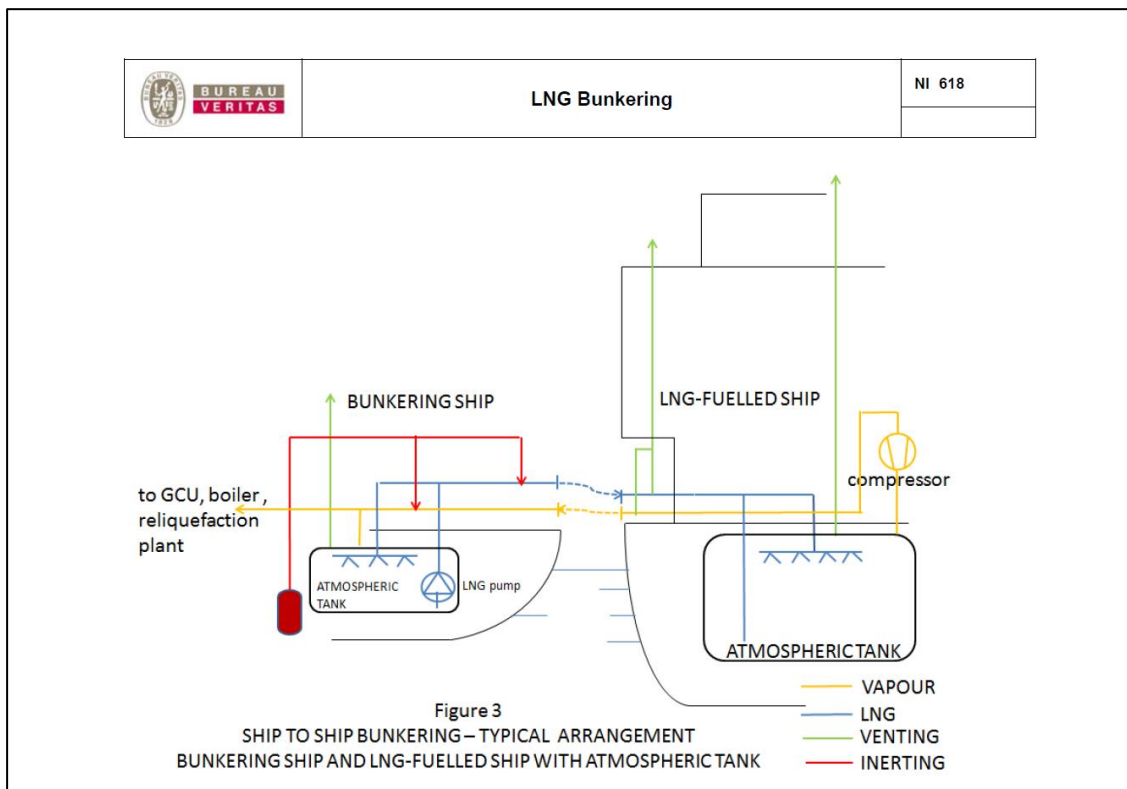 BUREAU
VERITAS
LNG Bunkering
NI 618
BUNKERING SHIP
LNG-FUELLED SHIP
to GCU, boiler ,
reliquefaction
plant
compressor
ATMOSPHERIC
TANK
LNG pump
ATMOSPHERIC TANK
VAPOUR
LNG
VENTING
INERTING
Figure 3
SHIP TO SHIP BUNKERING – TYPICAL ARRANGEMENT
BUNKERING SHIP AND LNG-FUELLED SHIP WITH ATMOSPHERIC TANK